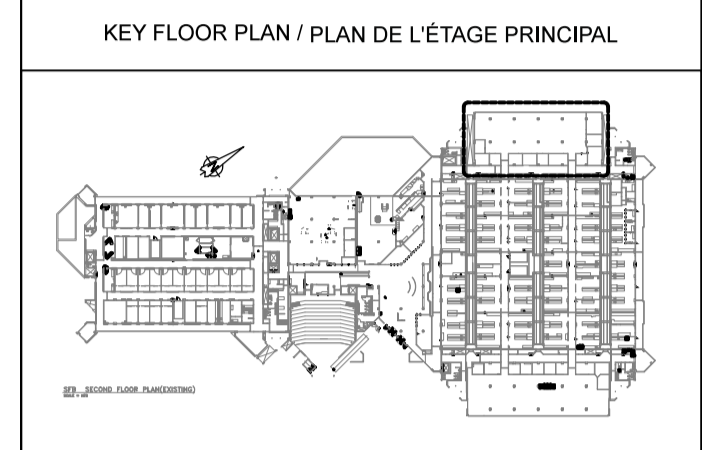 KEY FLOOR PLAN / PLAN DE L'ÉTAGE PRINCIPAL
SFB SECOND FLOOR PLAN(EXISTING)